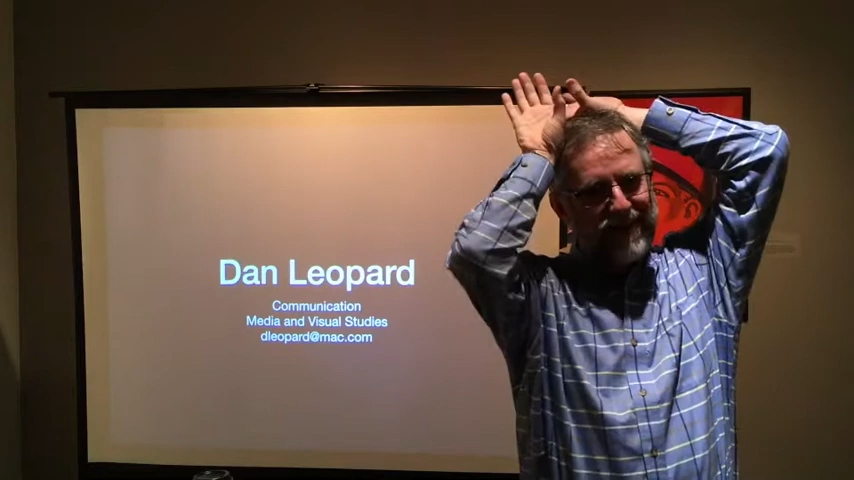 Dan Leopard
Communication
Media and Visual Studies
dleopard@mac.com